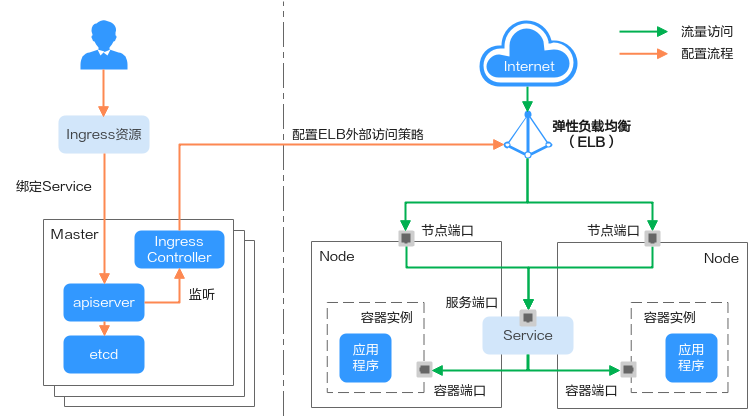 流量访问
配置流程
Internet
Ingress资源
配置ELB外部访问策略
弹性负载均衡
（ELB）
绑定Service
Master
Ingress
Controller
节点端口
节点端口
Node
Node
apiserver
监听
服务端口
容器实例
容器实例
Service
etcd
应用
程序
应用
程序
容器端口
容器端口